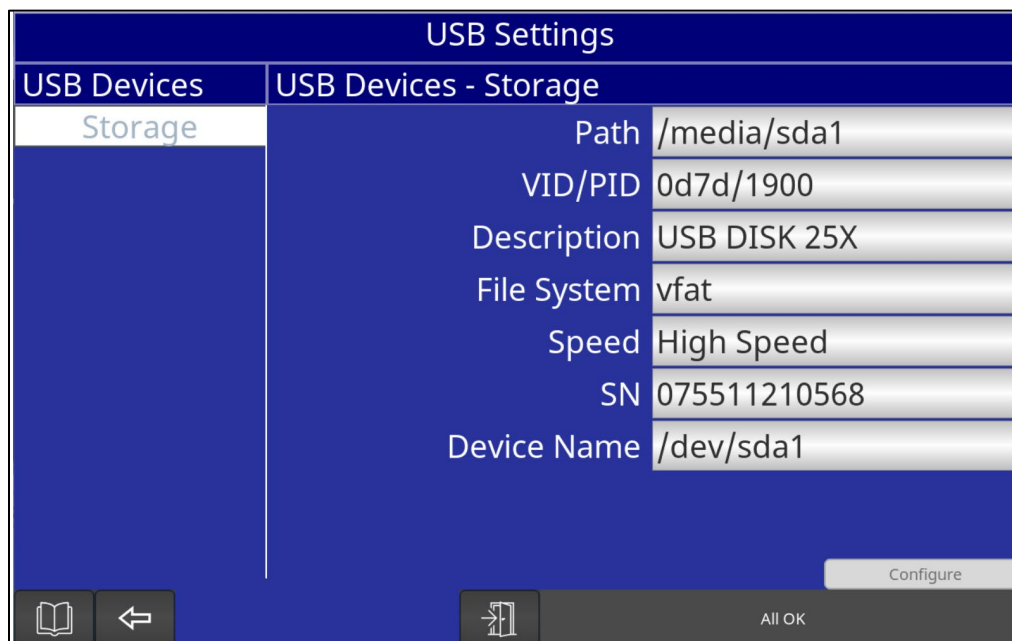 USB Settings
USB Devices
USB Devices - Storage
Storage
Path /media/sda1
VID/PID 0d7d/1900
Description USB DISK 25X
File System vfat
Speed High Speed
SN 075511210568
Device Name /dev/sda1
Configure
All OK